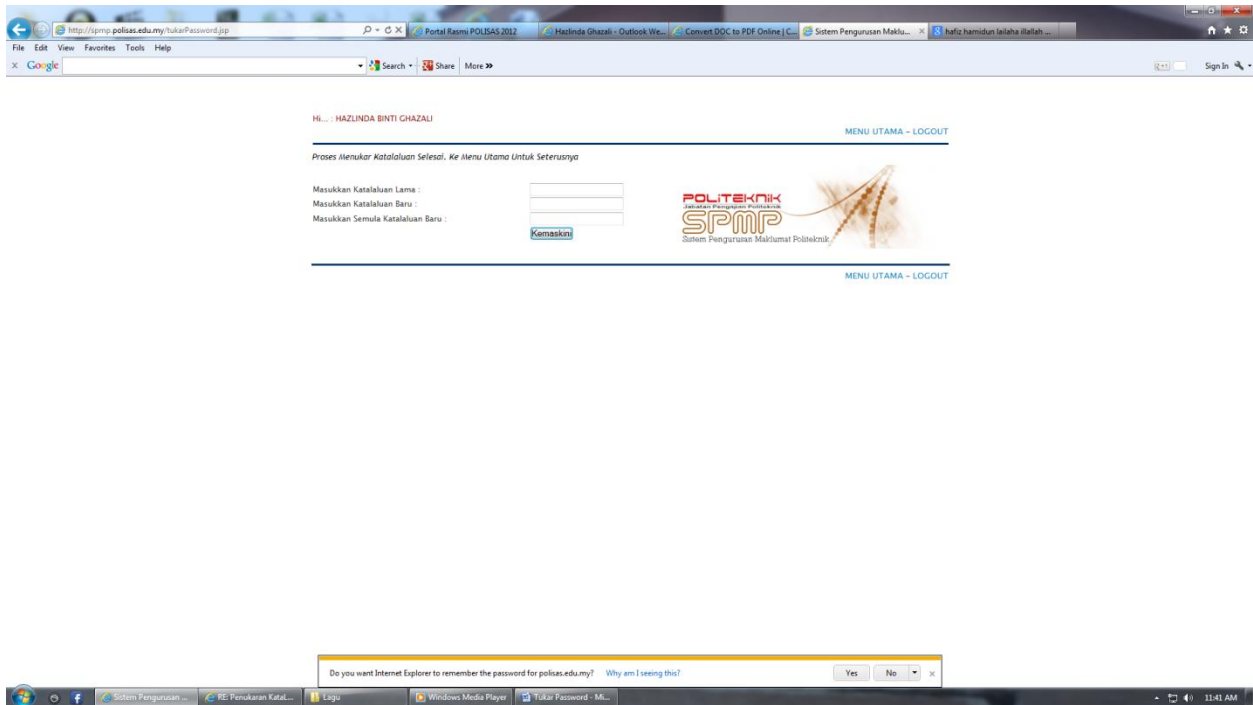 http://spmp.polisas.edu.my/tukarPassword.jsp
Portal Rasmi POLISAS 2012
Hazlinda Ghazali - Outlook We...
Convert DOC to PDF Online | C...
Sistem Pengurusan Maklu...
hafiz hamidun lailaha illallah ...
File Edit View Favorites Tools Help
x Google
Search
Share
More »
Sign In
Hi... : HAZLINDA BINTI GHAZALI
MENU UTAMA - LOGOUT
Proses Menukar Katalaluan Selesai. Ke Menu Utama Untuk Seterusnya
Masukkan Katalaluan Lama :
Masukkan Katalaluan Baru :
Masukkan Semula Katalaluan Baru :
Kemaskini
POLITEKNIK
Jabatan Pengajian Politeknik
SPMP
Sistem Pengurusan Maklumat Politeknik
MENU UTAMA - LOGOUT
Do you want Internet Explorer to remember the password for polisas.edu.my? Why am I seeing this?
Yes
No
Sistem Pengurusan ...
RE: Penukaran KataL...
Lagu
Windows Media Player
Tukar Password - Mi...
11:41 AM